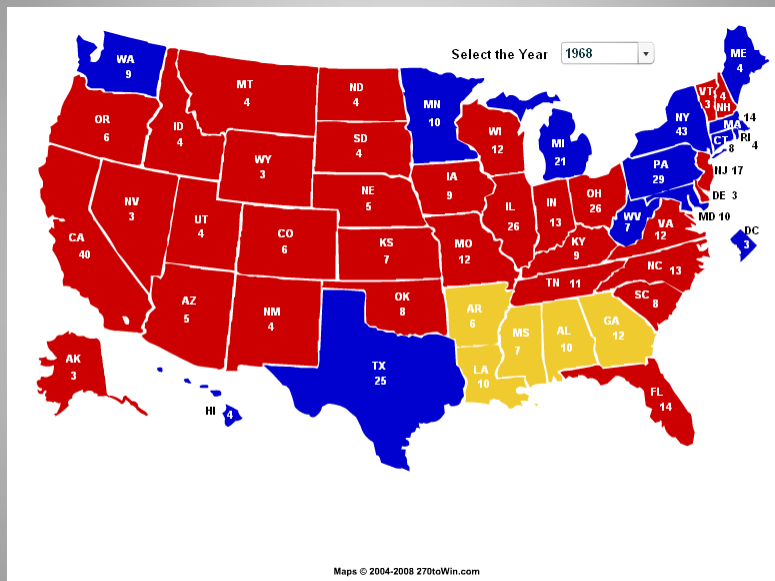 Select the Year 1968
WA
9
OR
6
ID
4
MT
4
ND
4
MN
10
SD
4
WY
3
NE
5
IA
9
WI
12
MI
21
ME
4
VT
3
4
NH
NY
43
MA
14
RI
4
CT
8
PA
29
NJ 17
DE 3
MD 10
DC
3
NV
3
UT
4
CA
40
CO
6
KS
7
MO
12
IL
26
IN
13
OH
26
KY
9
WV
7
VA
12
NC 13
TN 11
SC 8
AZ
5
NM
4
OK
8
AR
6
MS
7
AL
10
GA
12
LA
10
TX
25
FL
14
AK
3
HI 4
Maps © 2004-2008 270toWin.com